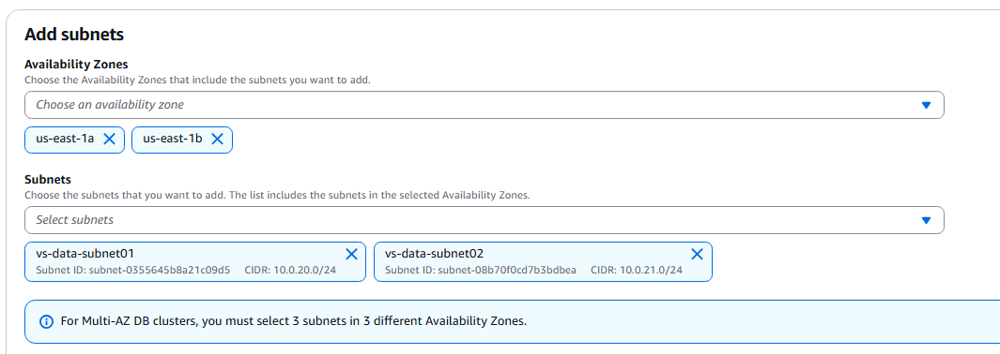 Add subnets
Availability Zones
Choose the Availability Zones that include the subnets you want to add.
Choose an availability zone
us-east-1a us-east-1b
Subnets
Choose the subnets that you want to add. The list includes the subnets in the selected Availability Zones.
Select subnets
vs-data-subnet01 vs-data-subnet02
Subnet ID: subnet-0355645b8a21c09d5 CIDR: 10.0.20.0/24 Subnet ID: subnet-08b70f0cd7b3bdbea CIDR: 10.0.21.0/24
For Multi-AZ DB clusters, you must select 3 subnets in 3 different Availability Zones.